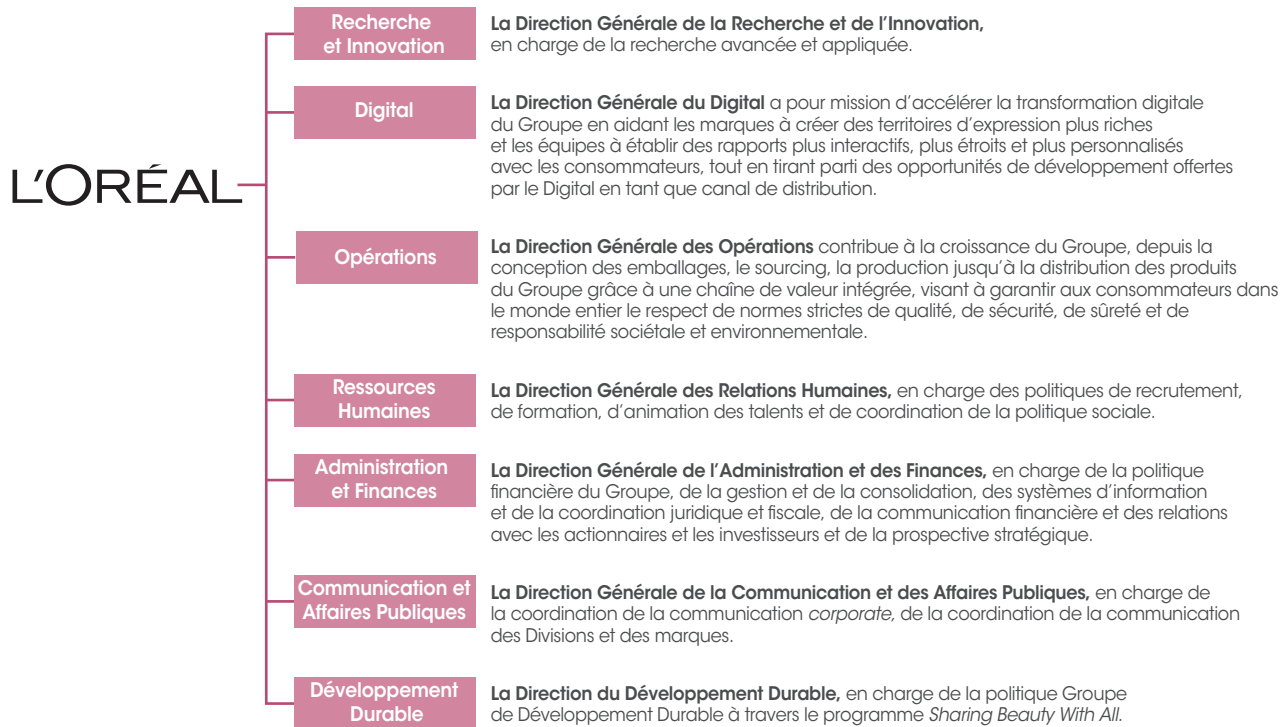 L'ORÉAL
Recherche
et Innovation
La Direction Générale de la Recherche et de l'Innovation,
en charge de la recherche avancée et appliquée.
Digital
La Direction Générale du Digital a pour mission d'accélérer la transformation digitale
du Groupe en aidant les marques à créer des territoires d'expression plus riches
et les équipes à établir des rapports plus interactifs, plus étroits et plus personnalisés
avec les consommateurs, tout en tirant parti des opportunités de développement offertes
par le Digital en tant que canal de distribution.
Opérations
La Direction Générale des Opérations contribue à la croissance du Groupe, depuis la
conception des emballages, le sourcing, la production jusqu'à la distribution des produits
du Groupe grâce à une chaîne de valeur intégrée, visant à garantir aux consommateurs dans
le monde entier le respect de normes strictes de qualité, de sécurité, de sûreté et de
responsabilité sociétale et environnementale.
Ressources
Humaines
La Direction Générale des Relations Humaines, en charge des politiques de recrutement,
de formation, d'animation des talents et de coordination de la politique sociale.
Administration
et Finances
La Direction Générale de l'Administration et des Finances, en charge de la politique
financière du Groupe, de la gestion et de la consolidation, des systèmes d'information
et de la coordination juridique et fiscale, de la communication financière et des relations
avec les actionnaires et les investisseurs et de la prospective stratégique.
Communication et
Affaires Publiques
La Direction Générale de la Communication et des Affaires Publiques, en charge de
la coordination de la communication corporate, de la coordination de la communication
des Divisions et des marques.
Développement
Durable
La Direction du Développement Durable, en charge de la politique Groupe
de Développement Durable à travers le programme Sharing Beauty With All.